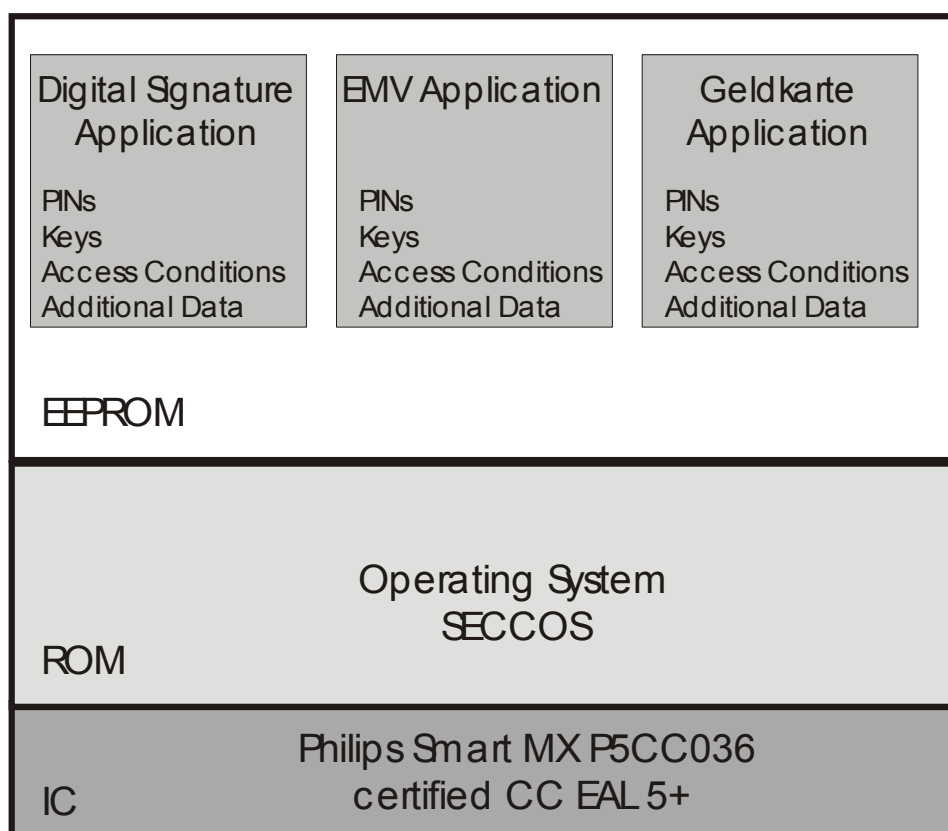 Digital Signature
Application
PINs
Keys
Access Conditions
Additional Data
EMV Application
PINs
Keys
Access Conditions
Additional Data
Geldkarte
Application
PINs
Keys
Access Conditions
Additional Data
EEPROM
Operating System
SECCOS
ROM
Philips Smart MX P5CC036
certified CC EAL 5+
IC